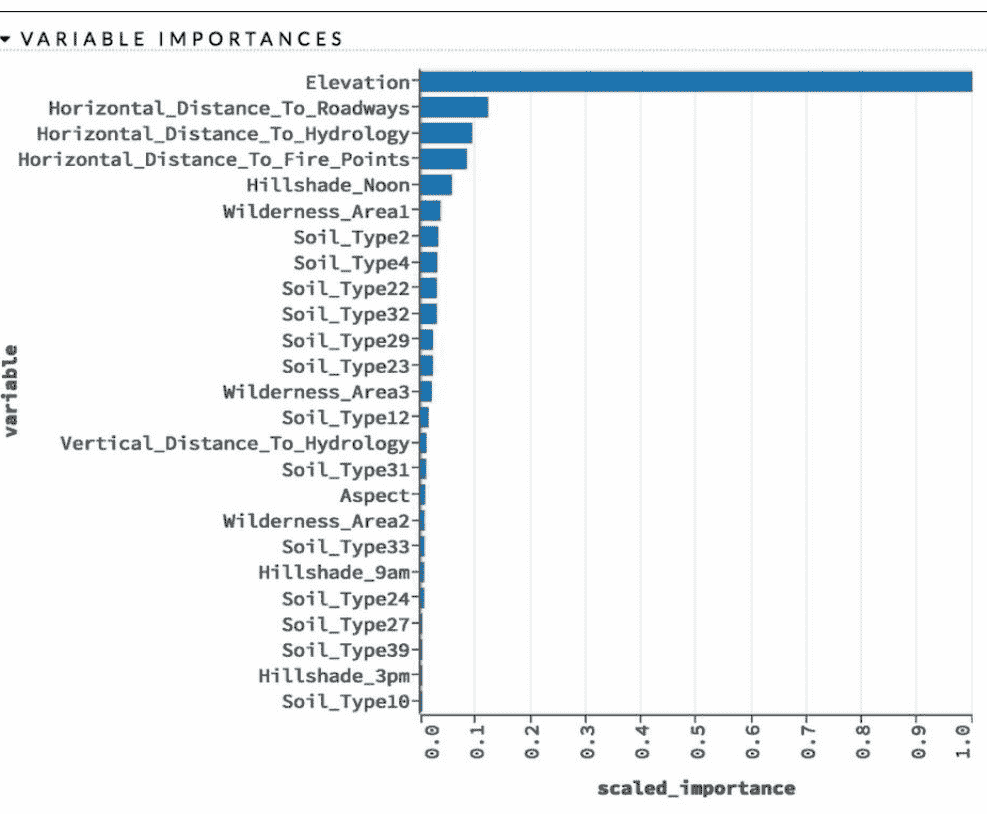 VARIABLE IMPORTANCES
Elevation
Horizontal_Distance_To_Roadways
Horizontal_Distance_To_Hydrology
Horizontal_Distance_To_Fire_Points
Hillshade_Noon
Wilderness_Area1
Soil_Type2
Soil_Type4
Soil_Type22
Soil_Type32
Soil_Type29
Soil_Type23
Wilderness_Area3
Soil_Type12
Vertical_Distance_To_Hydrology
Soil_Type31
Aspect
Wilderness_Area2
Soil_Type33
Hillshade_9am
Soil_Type24
Soil_Type27
Soil_Type39
Hillshade_3pm
Soil_Type10
variable
0.0 0.1 0.2 0.3 0.4 0.5 0.6 0.7 0.8 0.9 1.0
scaled_importance